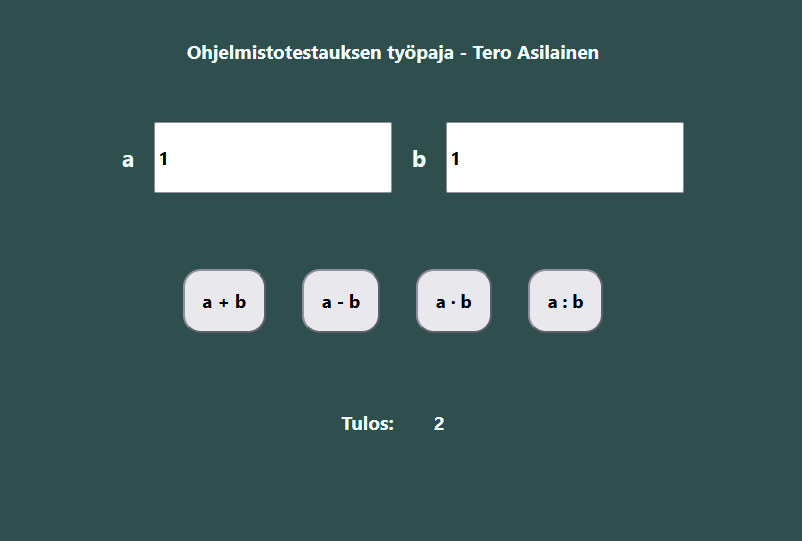 Ohjelmistotestauksen työpaja - Tero Asilainen
a 1 b 1
a + b a - b a · b a : b
Tulos: 2